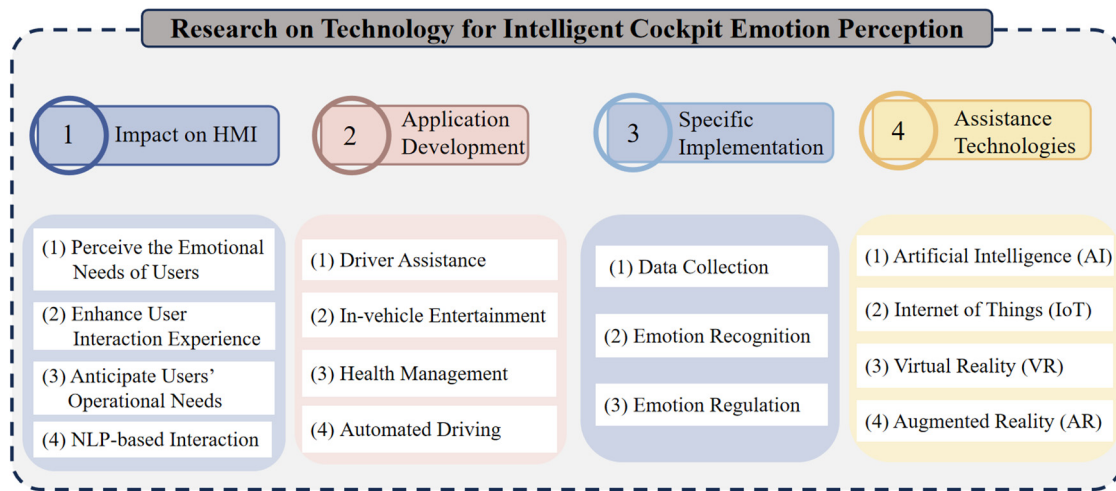 Research on Technology for Intelligent Cockpit Emotion Perception
1
Impact on HMI
(1) Perceive the Emotional
Needs of Users
(2) Enhance User
Interaction Experience
(3) Anticipate Users’
Operational Needs
(4) NLP-based Interaction
2
Application
Development
(1) Driver Assistance
(2) In-vehicle Entertainment
(3) Health Management
(4) Automated Driving
3
Specific
Implementation
(1) Data Collection
(2) Emotion Recognition
(3) Emotion Regulation
4
Assistance
Technologies
(1) Artificial Intelligence (AI)
(2) Internet of Things (IoT)
(3) Virtual Reality (VR)
(4) Augmented Reality (AR)